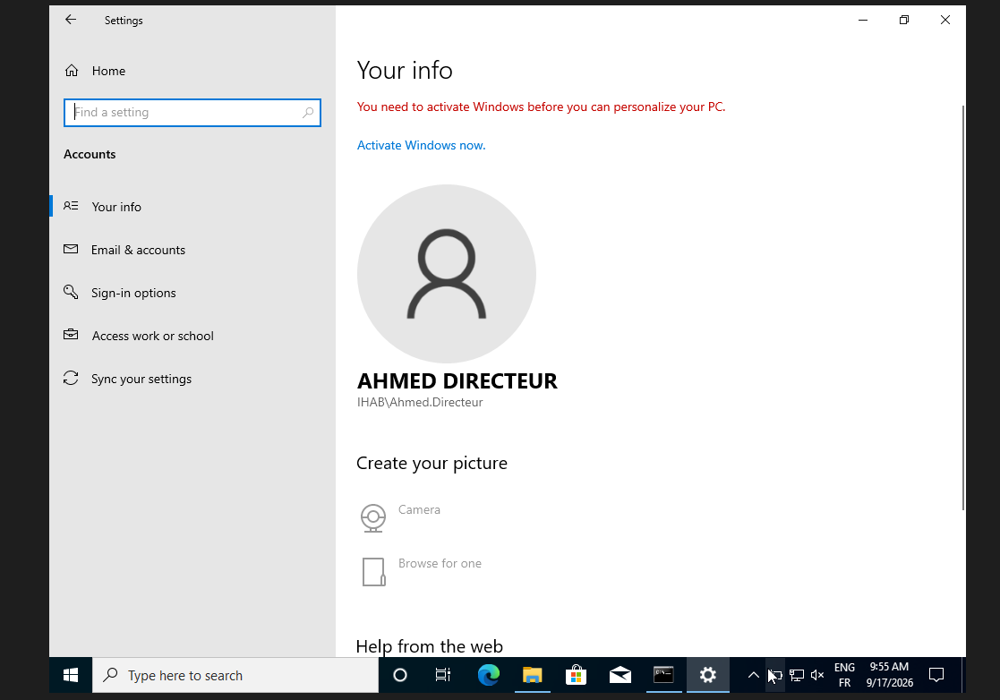 Settings
Home
Find a setting
Accounts
Your info
Email & accounts
Sign-in options
Access work or school
Sync your settings
Your info
You need to activate Windows before you can personalize your PC.
Activate Windows now.
AHMED DIRECTEUR
IHAB\Ahmed.Directeur
Create your picture
Camera
Browse for one
Help from the web
Type here to search
ENG
FR
9:55 AM
9/17/2026